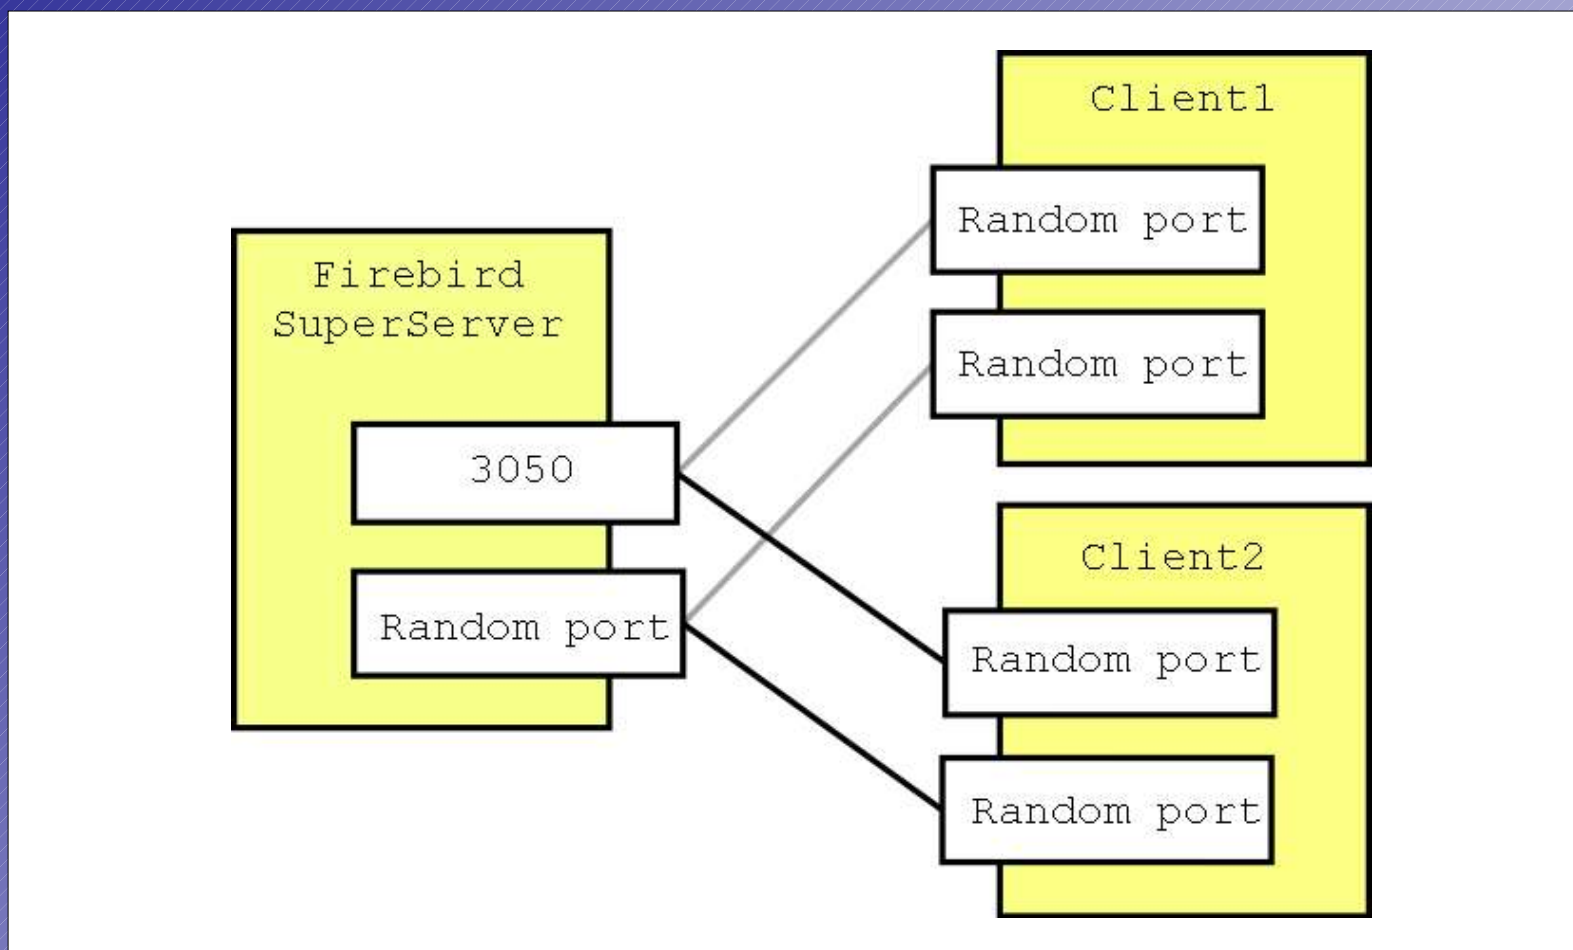 Firebird
SuperServer
3050
Random port
Client1
Random port
Random port
Client2
Random port
Random port